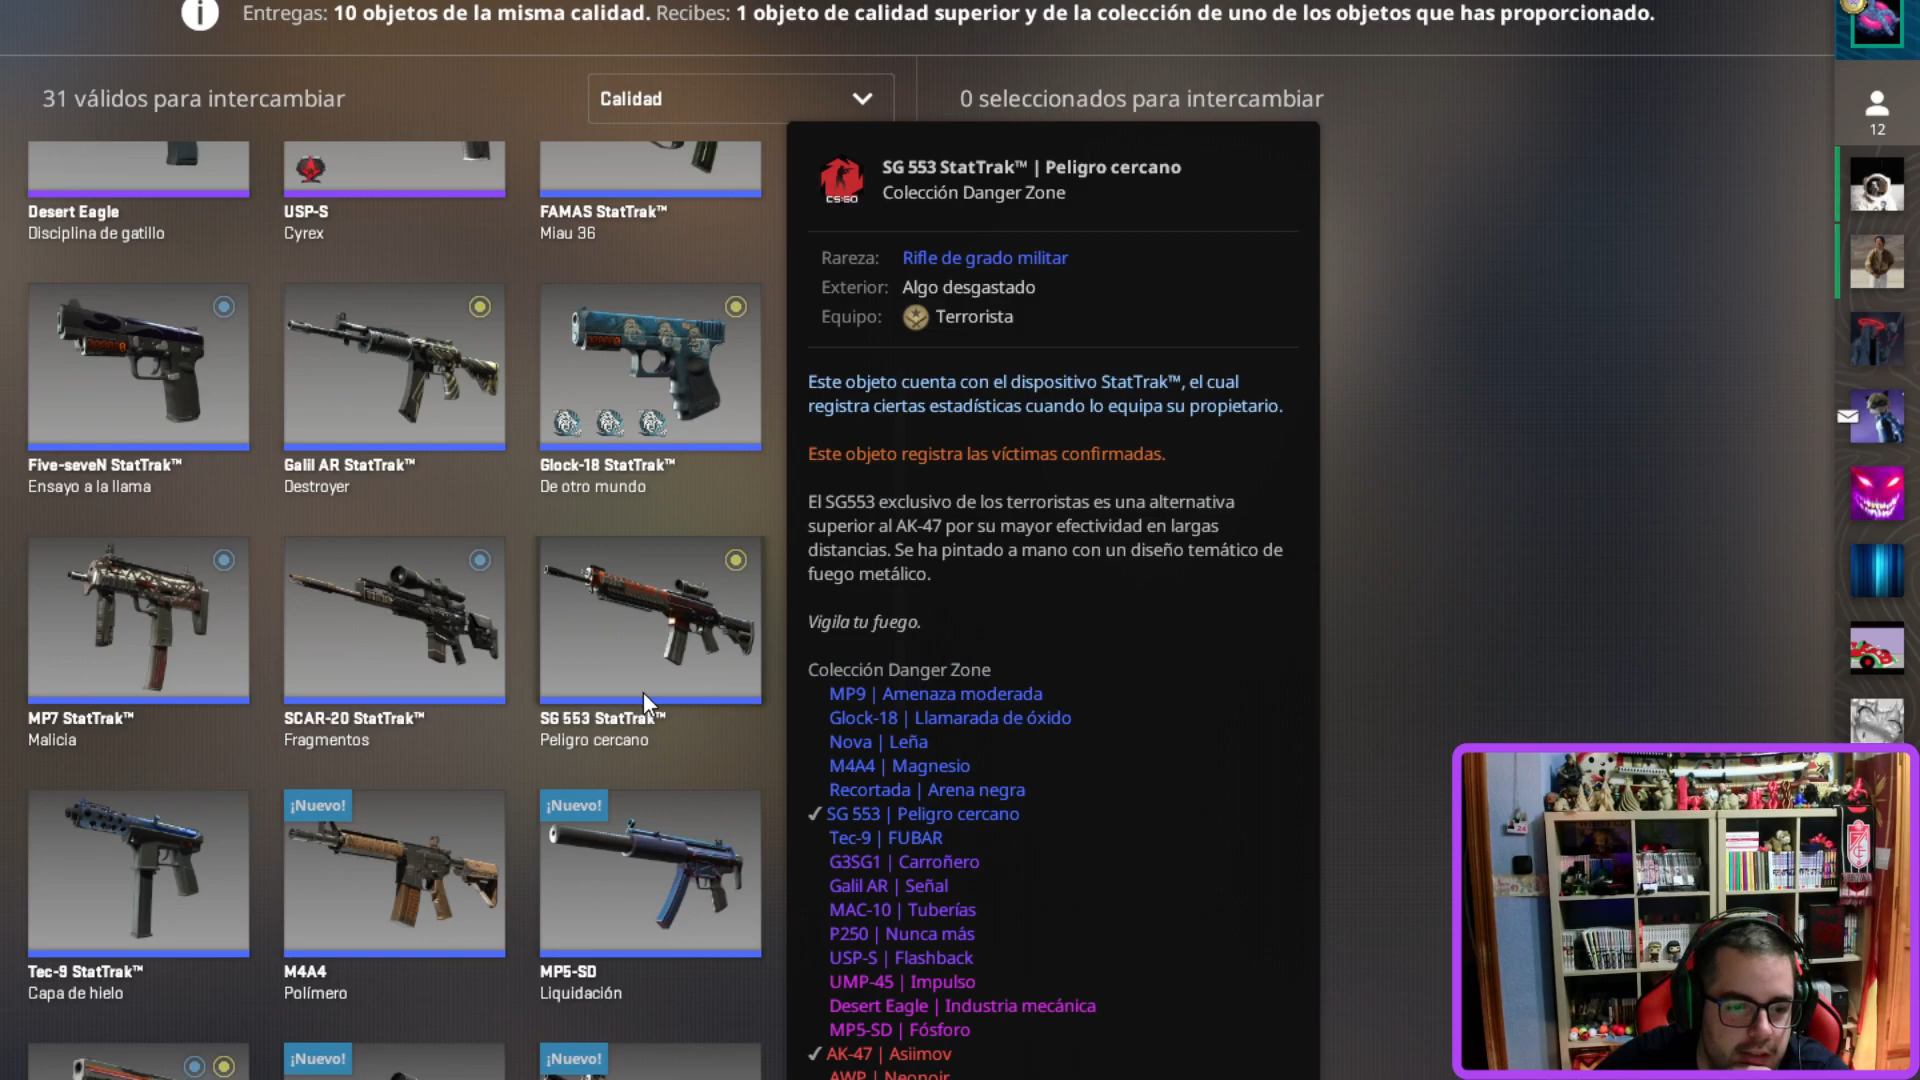 Entregas: 10 objetos de la misma calidad. Recibes: 1 objeto de calidad superior y de la colección de uno de los objetos que has proporcionado.
31 válidos para intercambiar
Calidad
0 seleccionados para intercambiar
12
Desert Eagle
Disciplina de gatillo
USP-S
Cyrex
FAMAS StatTrak™
Miau 36
Five-seveN StatTrak™
Ensayo a la llama
Galil AR StatTrak™
Destroyer
Glock-18 StatTrak™
De otro mundo
MP7 StatTrak™
Malicia
SCAR-20 StatTrak™
Fragmentos
SG 553 StatTrak™
Peligro cercano
¡Nuevo!
¡Nuevo!
Tec-9 StatTrak™
Capa de hielo
M4A4
Polímero
MP5-SD
Liquidación
¡Nuevo!
¡Nuevo!
CS:GO
SG 553 StatTrak™ | Peligro cercano
Colección Danger Zone
Rareza: Rifle de grado militar
Exterior: Algo desgastado
Equipo: Terrorista
Este objeto cuenta con el dispositivo StatTrak™, el cual
registra ciertas estadísticas cuando lo equipa su propietario.
Este objeto registra las víctimas confirmadas.
El SG553 exclusivo de los terroristas es una alternativa
superior al AK-47 por su mayor efectividad en largas
distancias. Se ha pintado a mano con un diseño temático de
fuego metálico.
Vigila tu fuego.
Colección Danger Zone
MP9 | Amenaza moderada
Glock-18 | Llamarada de óxido
Nova | Leña
M4A4 | Magnesio
Recortada | Arena negra
✓ SG 553 | Peligro cercano
Tec-9 | FUBAR
G3SG1 | Carroñero
Galil AR | Señal
MAC-10 | Tuberías
P250 | Nunca más
USP-S | Flashback
UMP-45 | Impulso
Desert Eagle | Industria mecánica
MP5-SD | Fósforo
✓ AK-47 | Asiimov
AWP | Neonoir